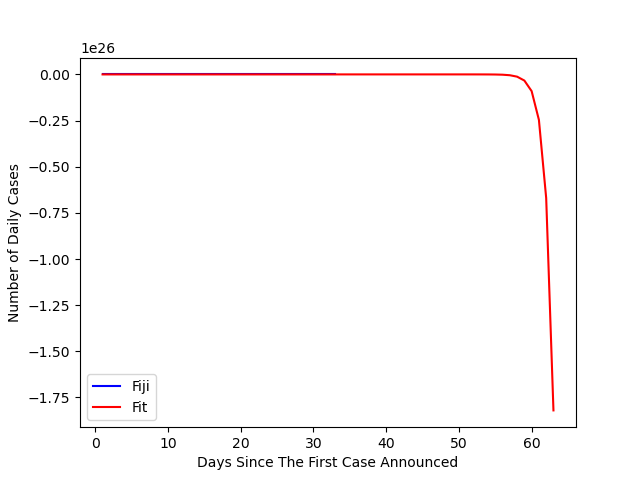 1e26
0.00
−0.25
−0.50
−0.75
−1.00
−1.25
−1.50
−1.75
Number of Daily Cases
Fiji
Fit
0 10 20 30 40 50 60
Days Since The First Case Announced